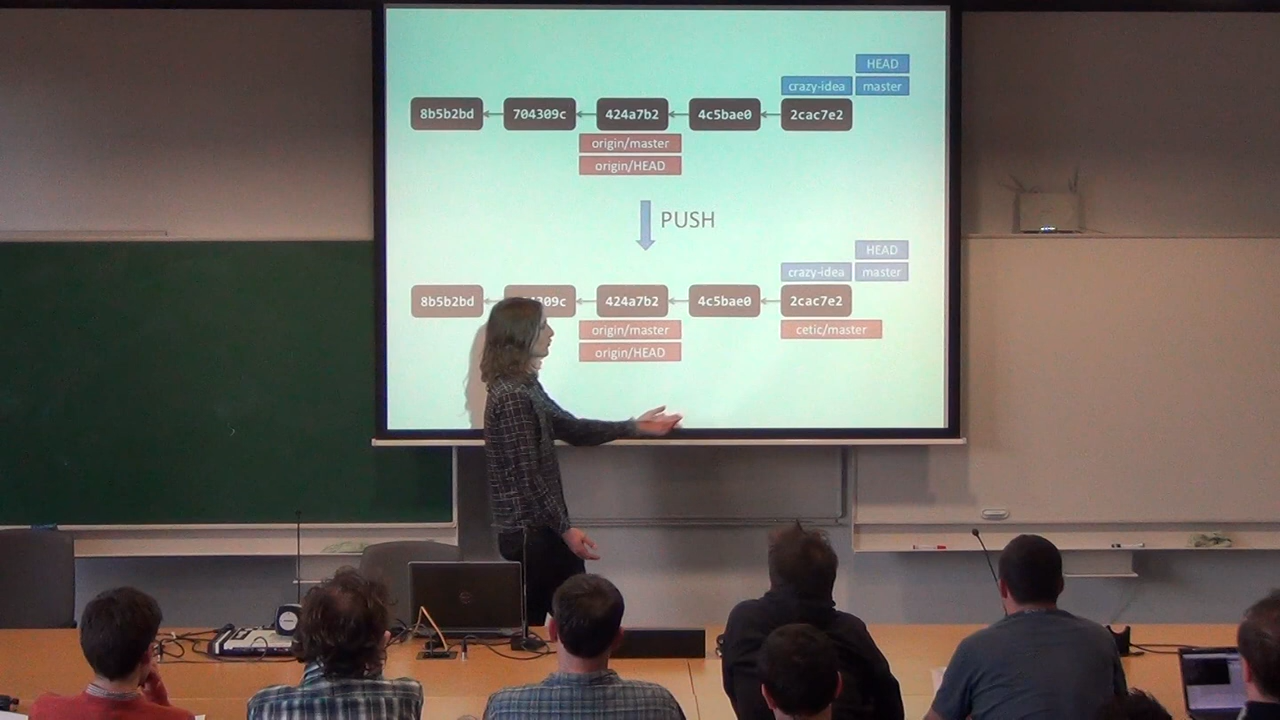 HEAD
crazy-idea master
8b5b2bd 704309c 424a7b2 4c5bae0 2cac7e2
origin/master
origin/HEAD
PUSH
HEAD
crazy-idea master
8b5b2bd 309c 424a7b2 4c5bae0 2cac7e2
origin/master cetic/master
origin/HEAD